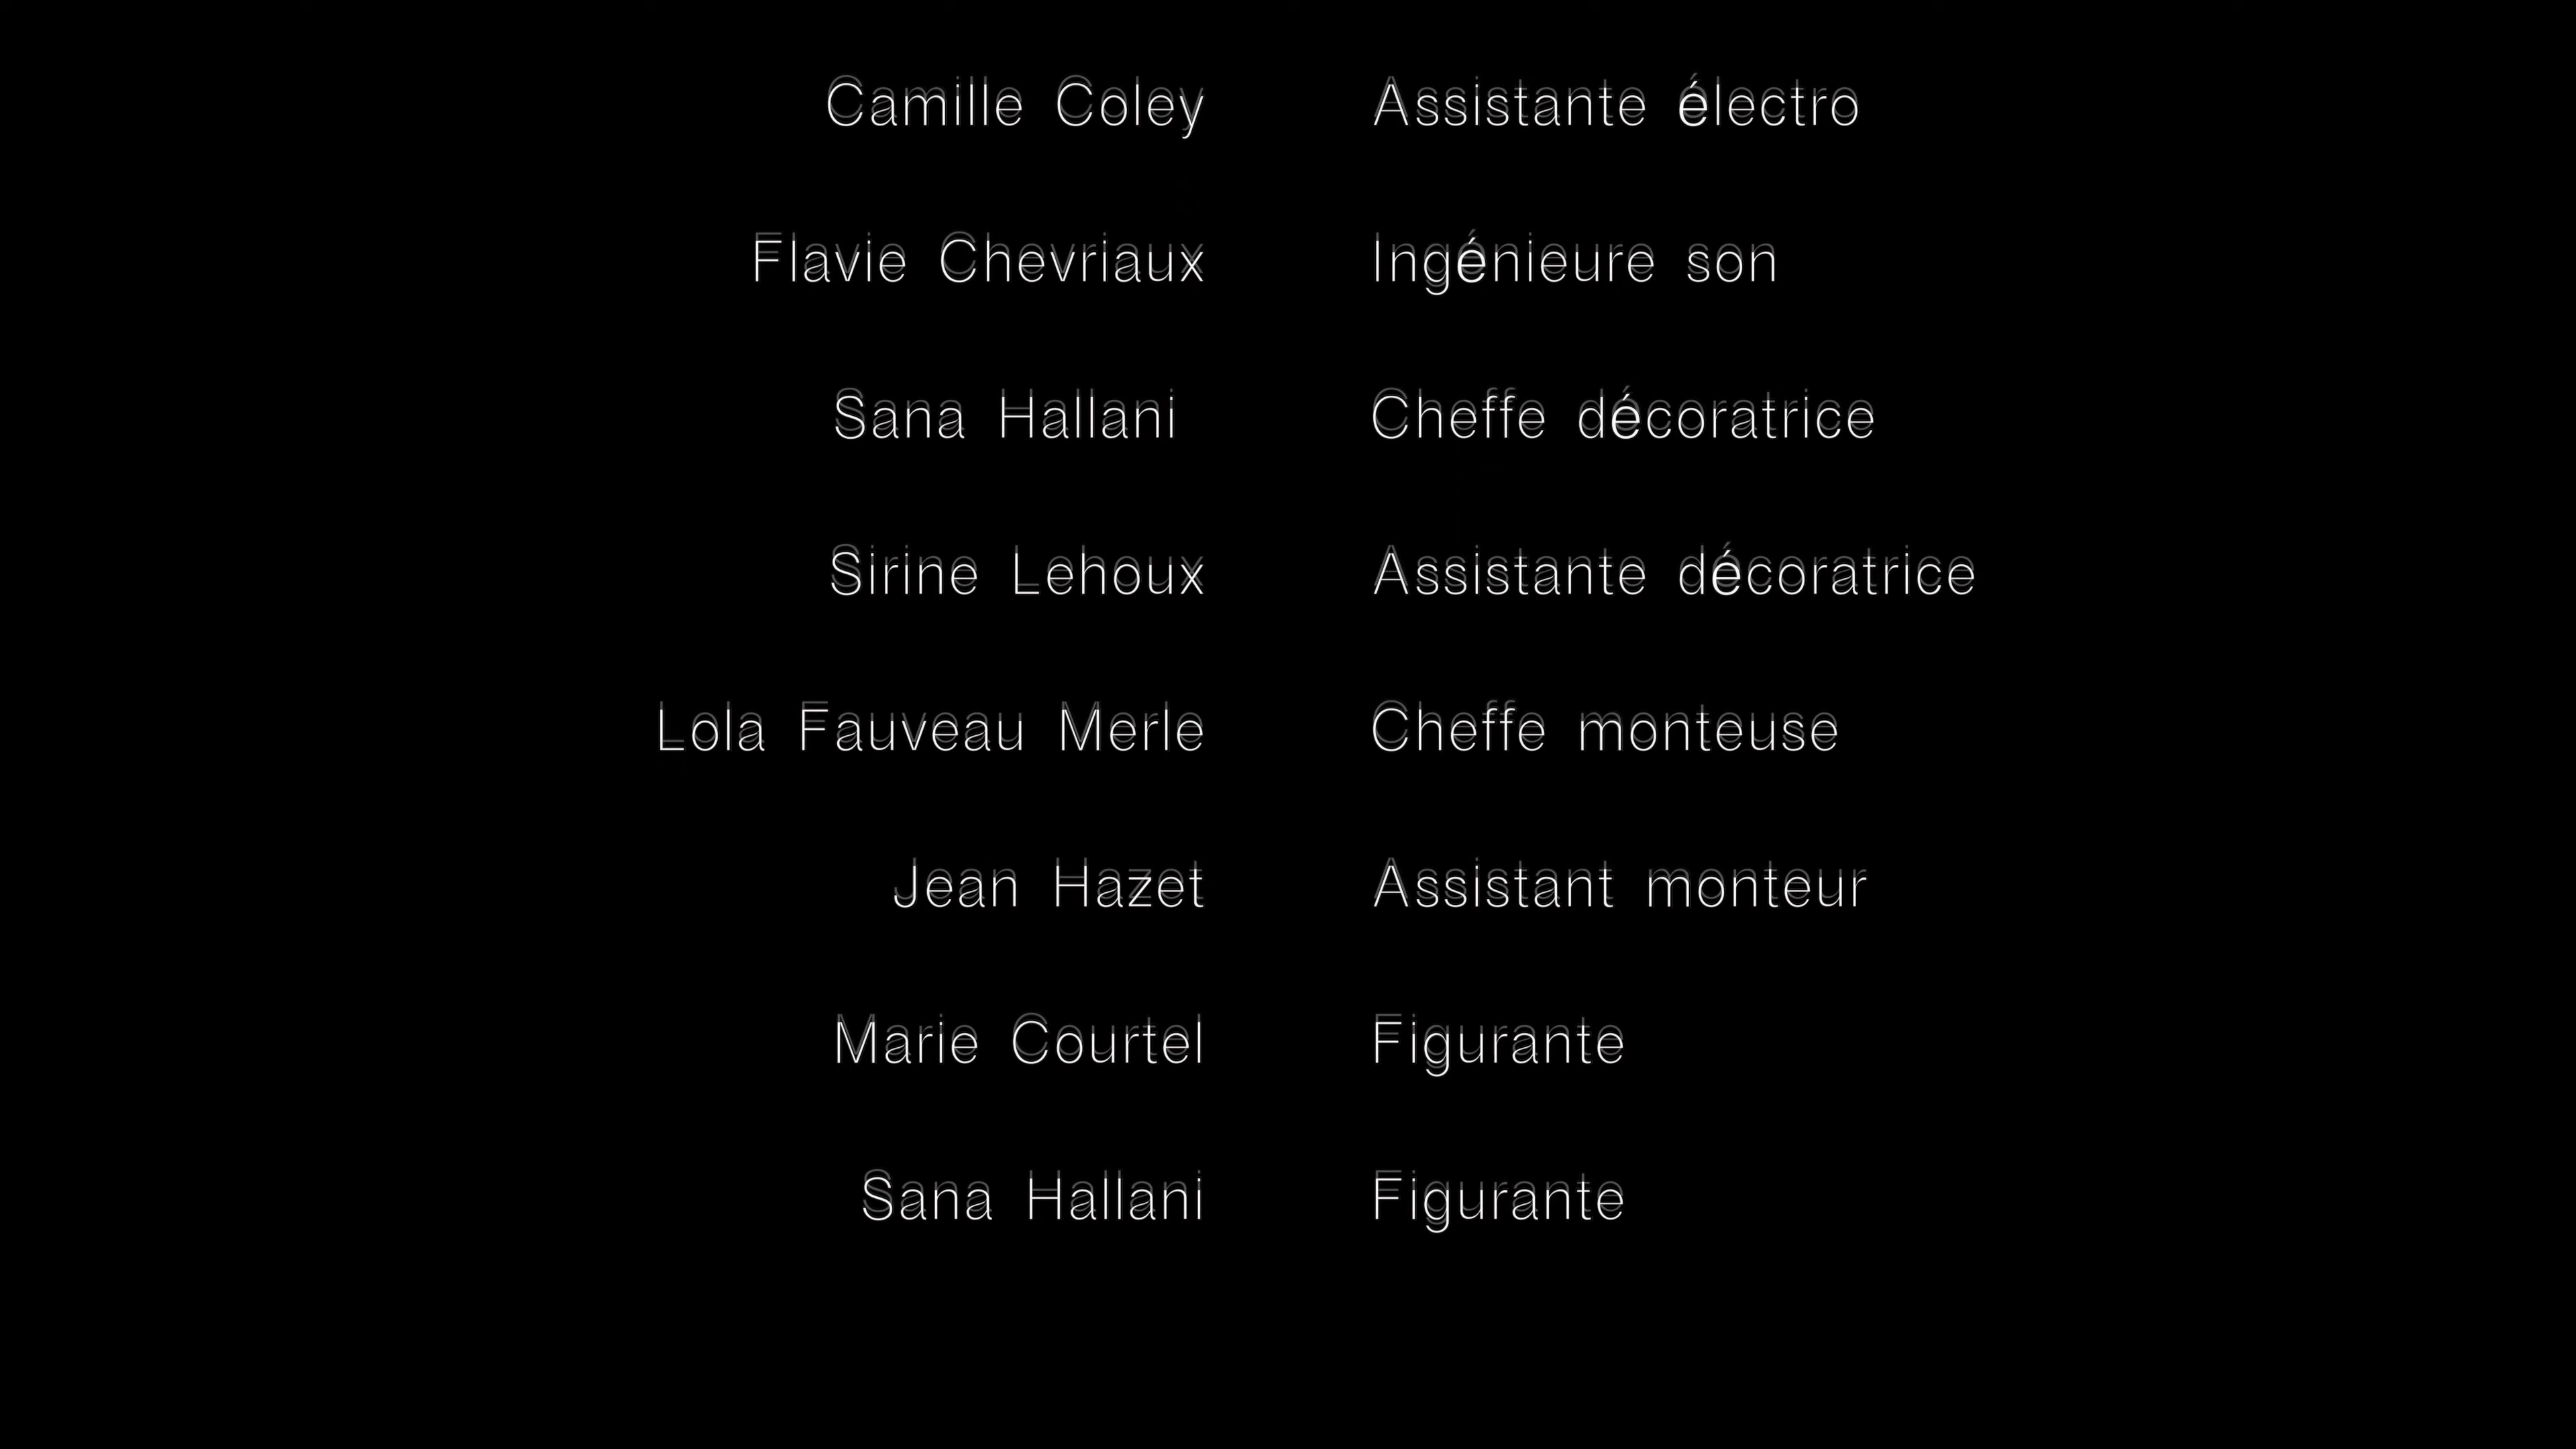 Camille Coley Assistante électro
Flavie Chevriaux Ingénieure son
Sana Hallani Cheffe décoratrice
Sirine Lehoux Assistante décoratrice
Lola Fauveau Merle Cheffe monteuse
Jean Hazet Assistant monteur
Marie Courtel Figurante
Sana Hallani Figurante